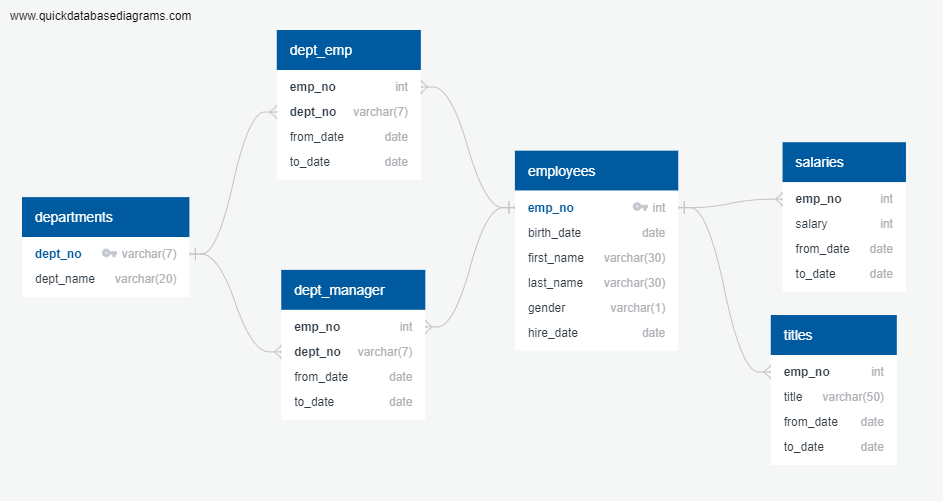 www.quickdatabasediagrams.com
dept_emp
emp_no int
dept_no varchar(7)
from_date date
to_date date
departments
dept_no varchar(7)
dept_name varchar(20)
dept_manager
emp_no int
dept_no varchar(7)
from_date date
to_date date
employees
emp_no int
birth_date date
first_name varchar(30)
last_name varchar(30)
gender varchar(1)
hire_date date
salaries
emp_no int
salary int
from_date date
to_date date
titles
emp_no int
title varchar(50)
from_date date
to_date date